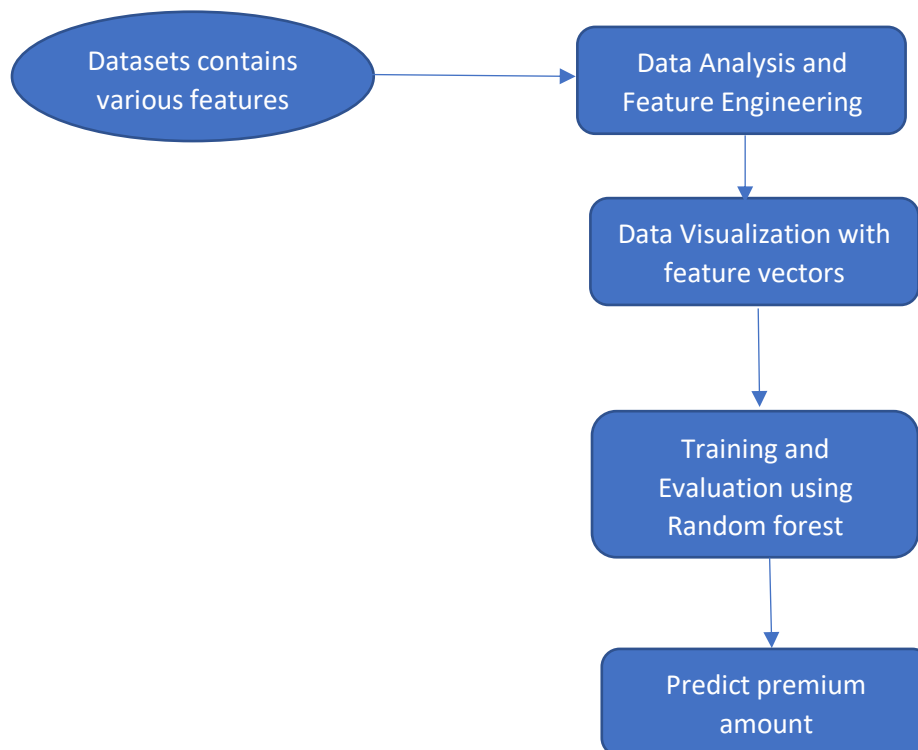 Datasets contains
various features
Data Analysis and
Feature Engineering
Data Visualization with
feature vectors
Training and
Evaluation using
Random forest
Predict premium
amount